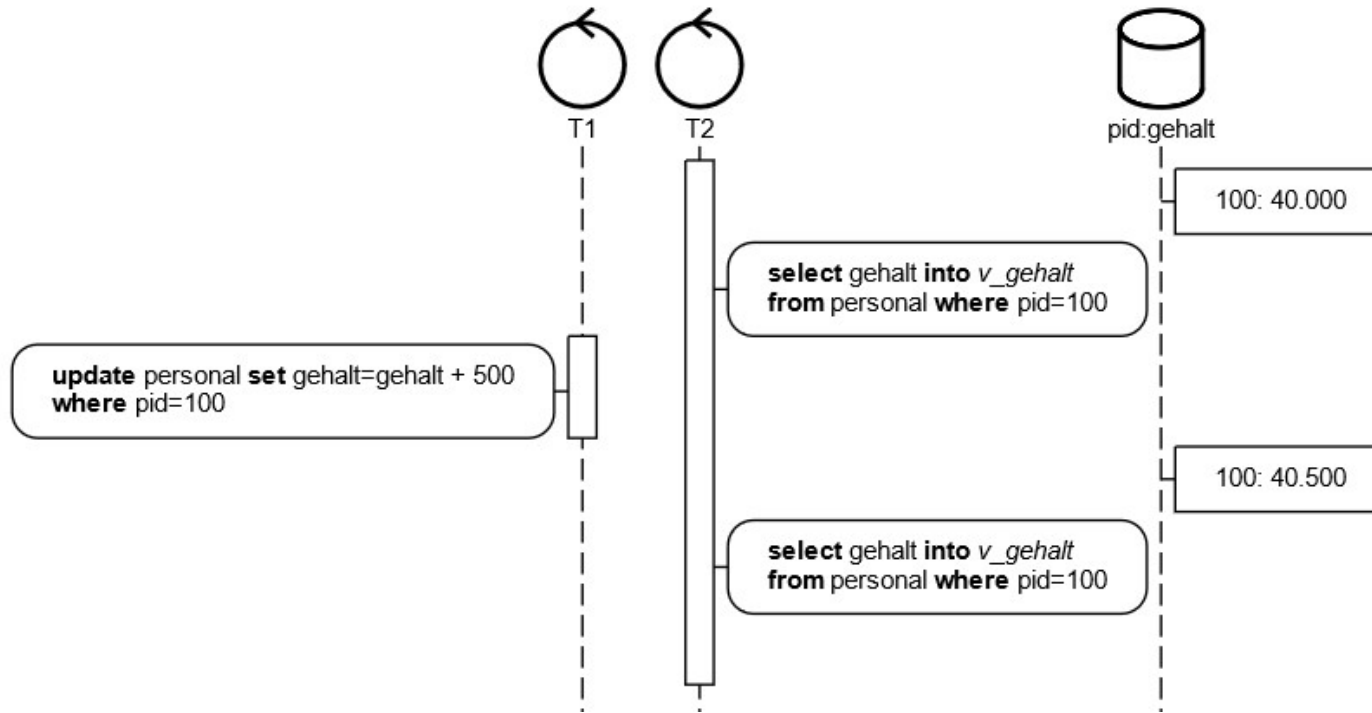 T1
T2
pid:gehalt
100: 40.000
select gehalt into v_gehalt
from personal where pid=100
update personal set gehalt=gehalt + 500
where pid=100
100: 40.500
select gehalt into v_gehalt
from personal where pid=100